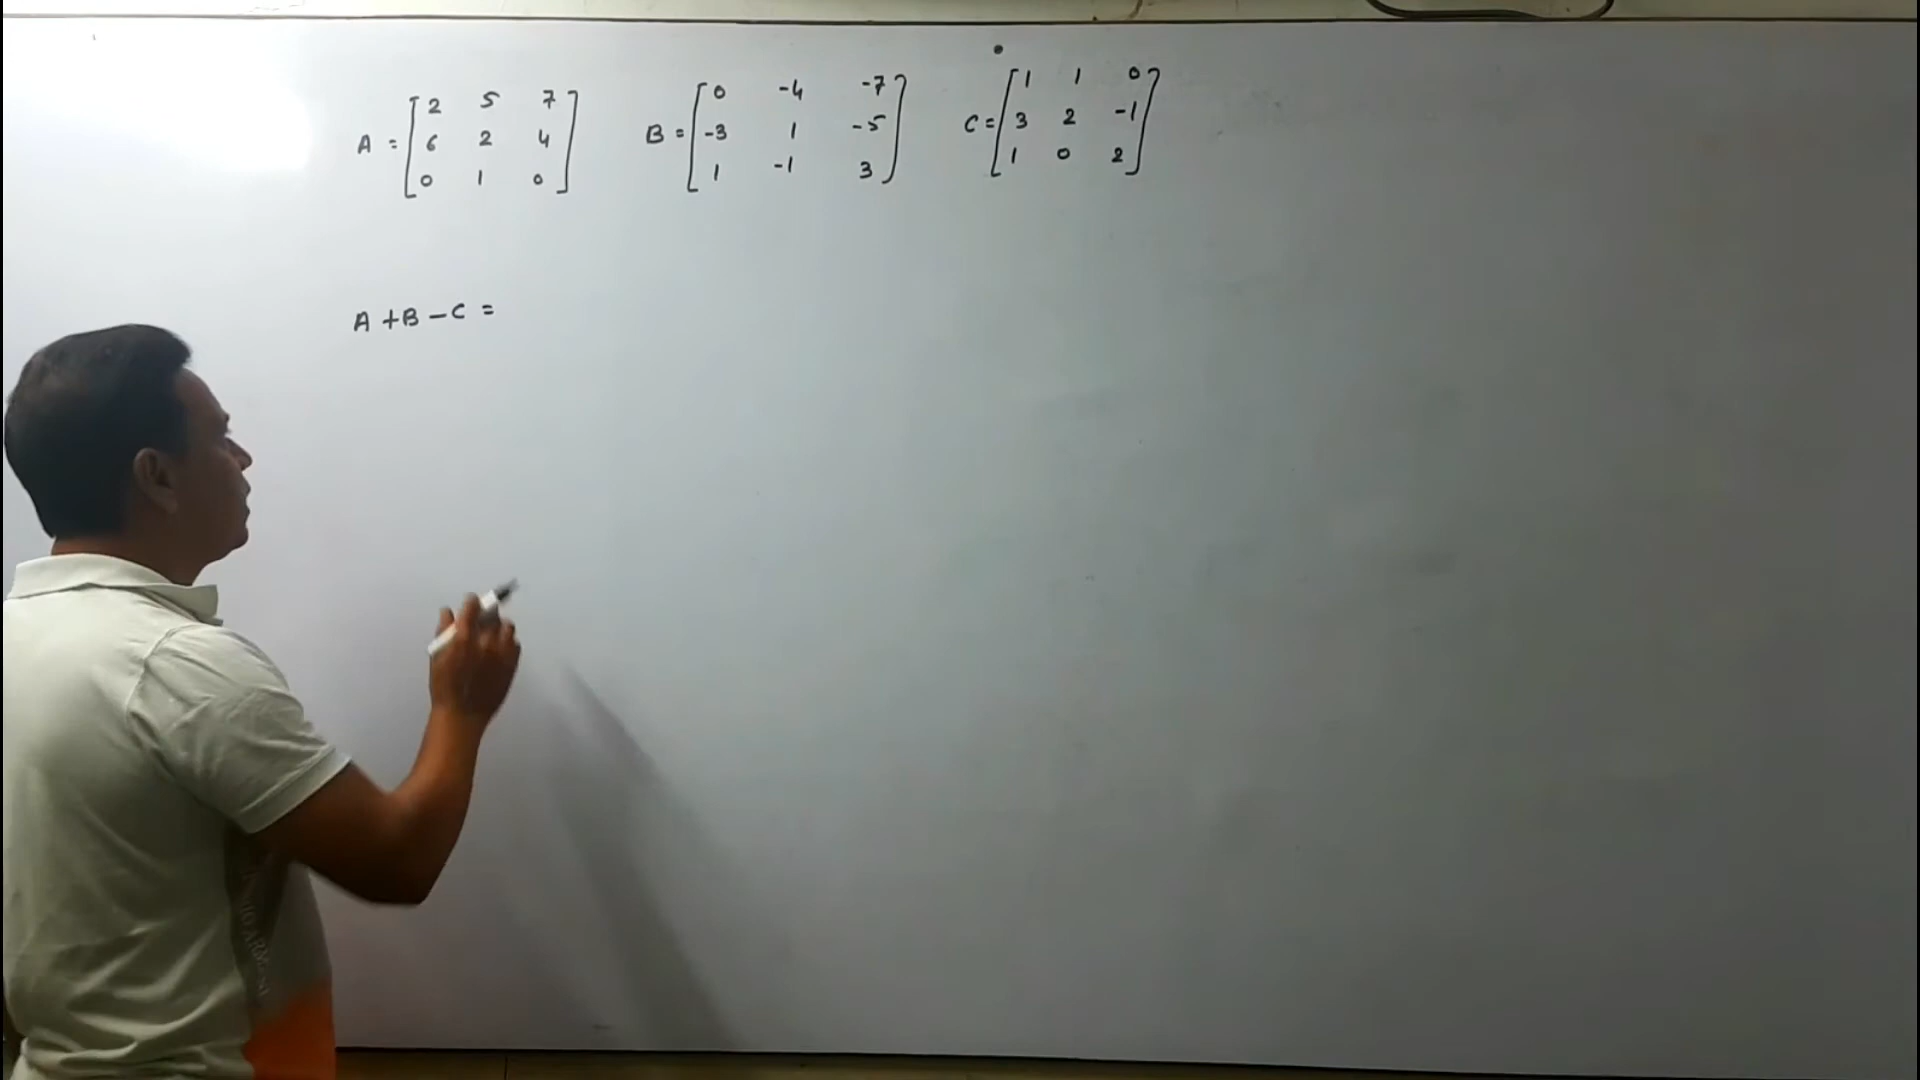 A = [2 5 7 B = [0 -4 -7 C = [1 1 0
6 2 4] -3 1 -5] 3 2 -1]
0 1 0 1 -1 3 1 0 2
A + B - C =